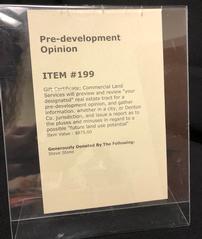 Pre-development
Opinion
ITEM #199
Gift Certificate; Commercial Land
Services will preview and review "your
designated" real estate tract for a
pre-development opinion, and gather
information, whether in a city, or Denton
Co. jurisdiction, and issue a report as to
the pluses and minuses in regard to a
possible "future land use potential"
Item Value - $875.00
Generously Donated By The Following:
Steve Stone